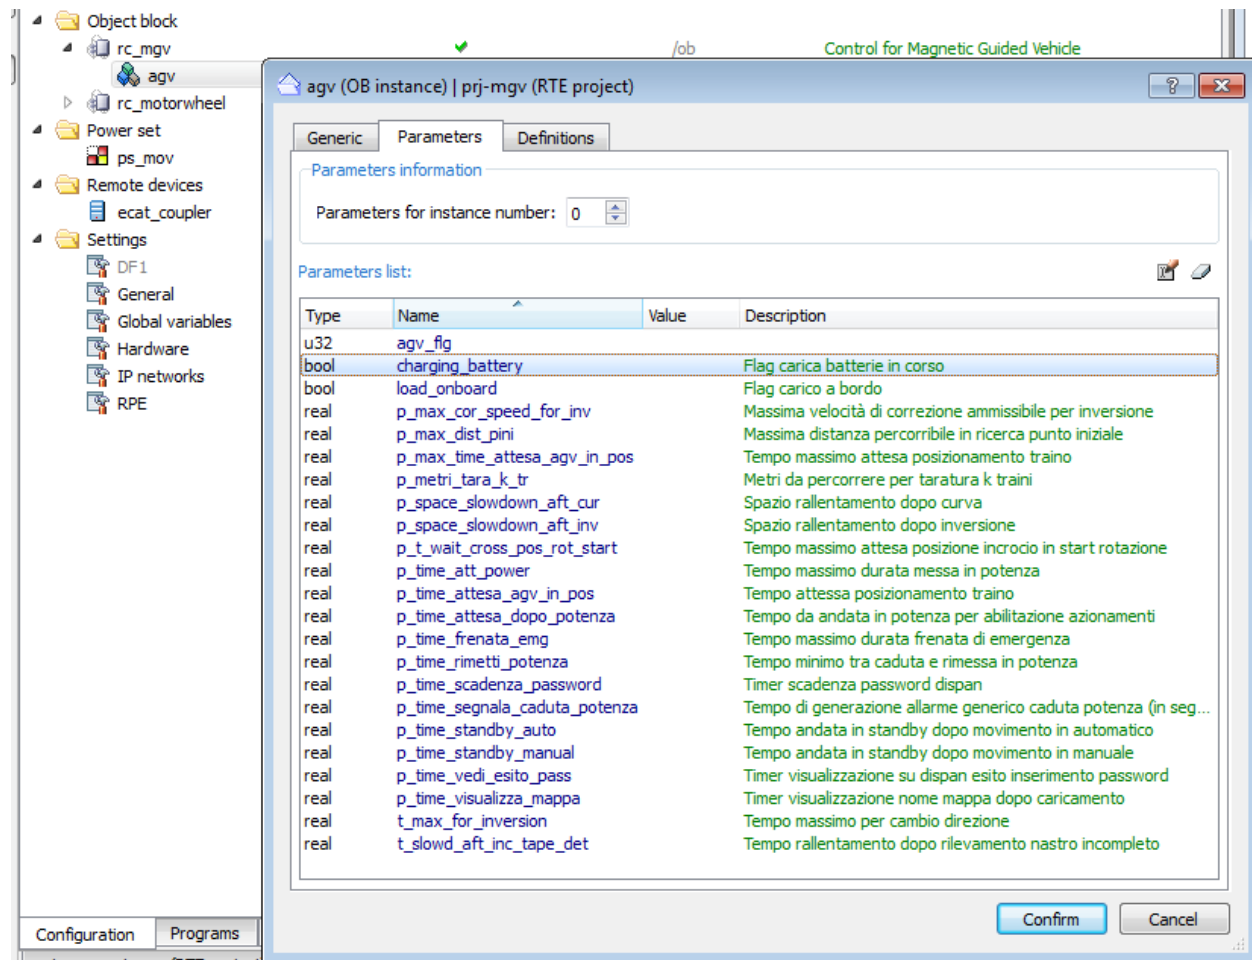 Object block
rc_mgv /ob Control for Magnetic Guided Vehicle
agv
rc_motorwheel
Power set
ps_mov
Remote devices
ecat_coupler
Settings
DF1
General
Global variables
Hardware
IP networks
RPE
Configuration Programs
agv (OB instance) | prj-mgv (RTE project)
Generic Parameters Definitions
Parameters information
Parameters for instance number: 0
Parameters list:
Type Name Value Description
u32 agv_flg
bool charging_battery Flag carica batterie in corso
bool load_onboard Flag carico a bordo
real p_max_cor_speed_for_inv Massima velocità di correzione ammissibile per inversione
real p_max_dist_pini Massima distanza percorribile in ricerca punto iniziale
real p_max_time_attesa_agv_in_pos Tempo massimo attesa posizionamento traino
real p_metri_tara_k_tr Metri da percorrere per taratura k traini
real p_space_slowdown_aft_cur Spazio rallentamento dopo curva
real p_space_slowdown_aft_inv Spazio rallentamento dopo inversione
real p_t_wait_cross_pos_rot_start Tempo massimo attesa posizione incrocio in start rotazione
real p_time_att_power Tempo massimo durata messa in potenza
real p_time_attesa_agv_in_pos Tempo attessa posizionamento traino
real p_time_attesa_dopo_potenza Tempo da andata in potenza per abilitazione azionamenti
real p_time_frenata_emg Tempo massimo durata frenata di emergenza
real p_time_rimetti_potenza Tempo minimo tra caduta e rimessa in potenza
real p_time_scadenza_password Timer scadenza password dispan
real p_time_segnala_caduta_potenza Tempo di generazione allarme generico caduta potenza (in seg...
real p_time_standby_auto Tempo andata in standby dopo movimento in automatico
real p_time_standby_manual Tempo andata in standby dopo movimento in manuale
real p_time_vedi_esito_pass Timer visualizzazione su dispan esito inserimento password
real p_time_visualizza_mappa Timer visualizzazione nome mappa dopo caricamento
real t_max_for_inversion Tempo massimo per cambio direzione
real t_slowd_aft_inc_tape_det Tempo rallentamento dopo rilevamento nastro incompleto
Confirm Cancel